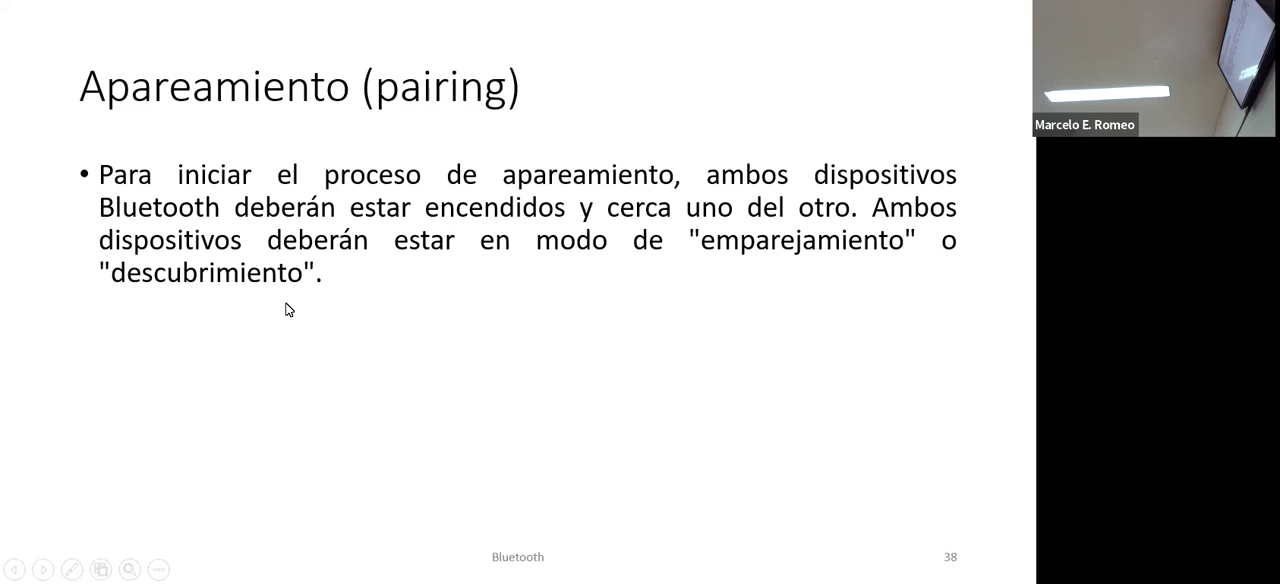 Apareamiento (pairing)
• Para iniciar el proceso de apareamiento, ambos dispositivos
Bluetooth deberán estar encendidos y cerca uno del otro. Ambos
dispositivos deberán estar en modo de "emparejamiento" o
"descubrimiento".
Marcelo E. Romeo
Bluetooth
38